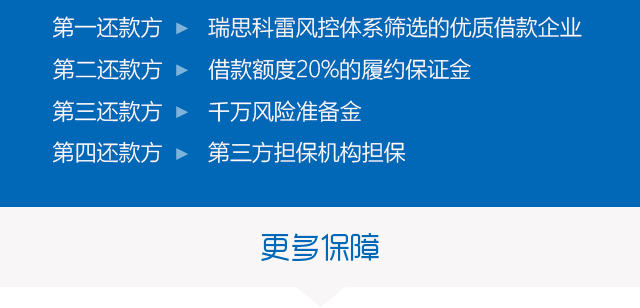 第一还款方 ▶ 瑞思科雷风控体系筛选的优质借款企业
第二还款方 ▶ 借款额度20%的履约保证金
第三还款方 ▶ 千万风险准备金
第四还款方 ▶ 第三方担保机构担保
更多保障